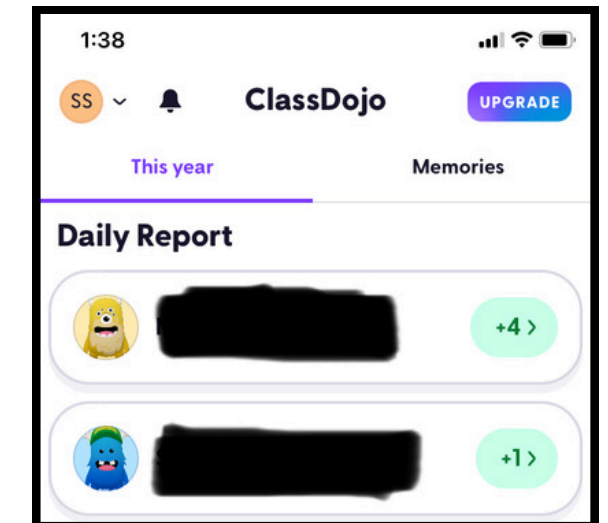 1:38
SS ClassDojo UPGRADE
This year Memories
Daily Report
+4 >
+1 >